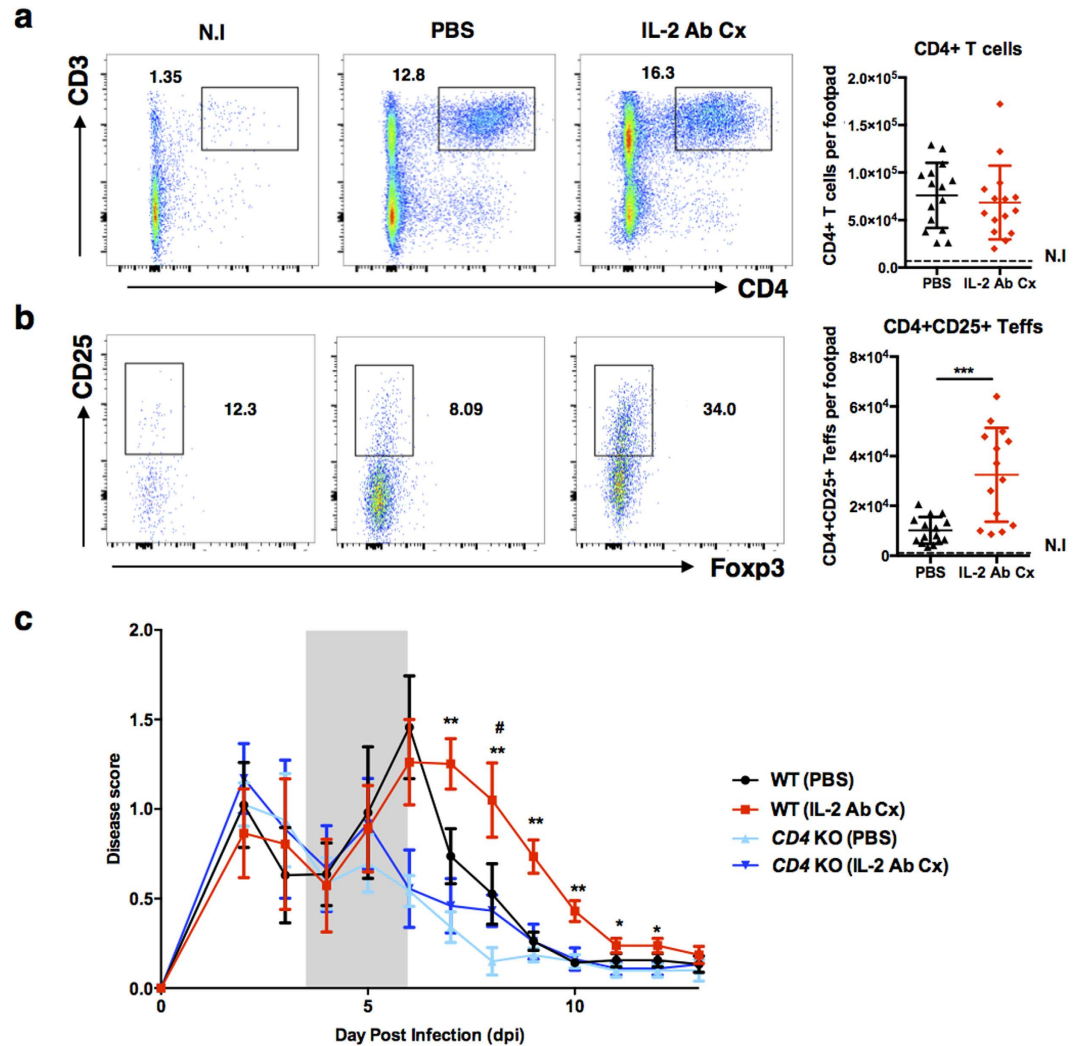 a
N.I
PBS
IL-2 Ab Cx
CD3
1.35
12.8
16.3
CD4
CD4+ T cells
CD4+ T cells per footpad
2.0×10⁵
1.5×10⁵
1.0×10⁵
5.0×10⁴
0.0
N.I
PBS
IL-2 Ab Cx
b
CD25
12.3
8.09
34.0
Foxp3
CD4+CD25+ Teffs
CD4+CD25+ Teffs per footpad
8×10⁴
6×10⁴
4×10⁴
2×10⁴
0
***
N.I
PBS
IL-2 Ab Cx
c
Disease score
2.0
1.5
1.0
0.5
0.0
0
5
10
Day Post Infection (dpi)
**
#
**
**
**
*
*
WT (PBS)
WT (IL-2 Ab Cx)
CD4 KO (PBS)
CD4 KO (IL-2 Ab Cx)